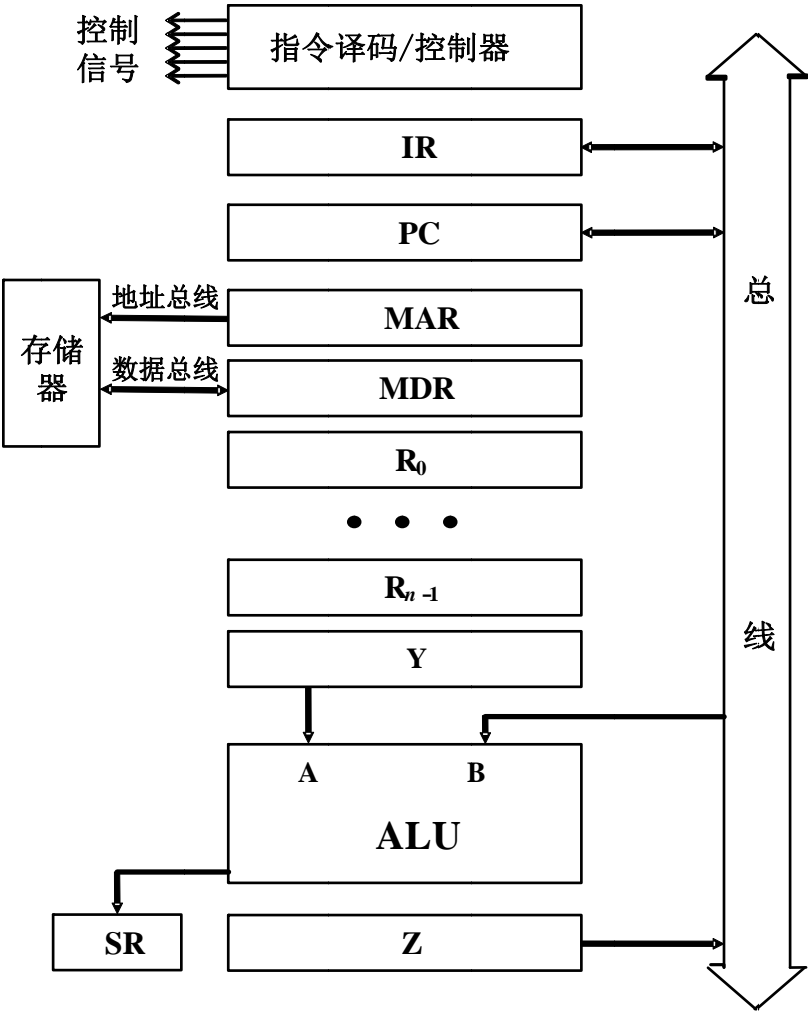 控制
信号
指令译码/控制器
IR
PC
总
地址总线
MAR
存储
器
数据总线
MDR
R0
• • •
Rn-1
线
Y
A
B
ALU
SR
Z